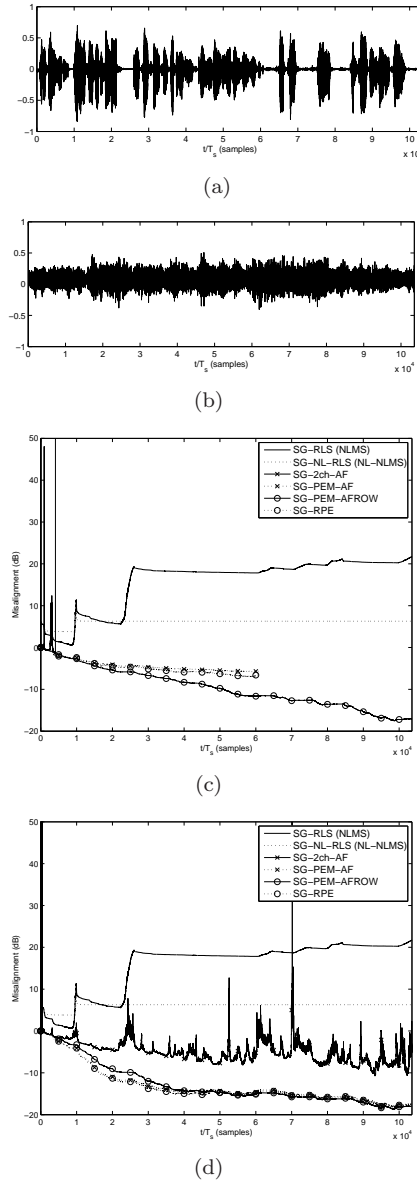 1
0.5
0
−0.5
−1
0 1 2 3 4 5 6 7 8 9 10
t/Ts (samples)
x 10
(a)
1
0.5
0
−0.5
−1
0 1 2 3 4 5 6 7 8 9 10
t/Ts (samples)
x 10^4
(b)
50
40
30
20
10
0
−10
−20
Misalignment (dB)
SG−RLS (NLMS)
SG−NL−RLS (NL−NLMS)
SG−2ch−AF
SG−PEM−AF
SG−PEM−AFROW
SG−RPE
0 1 2 3 4 5 6 7 8 9 10
t/Ts (samples)
x 10^4
(c)
50
40
30
20
10
0
−10
−20
Misalignment (dB)
SG−RLS (NLMS)
SG−NL−RLS (NL−NLMS)
SG−2ch−AF
SG−PEM−AF
SG−PEM−AFROW
SG−RPE
0 1 2 3 4 5 6 7 8 9 10
t/Ts (samples)
x 10^4
(d)